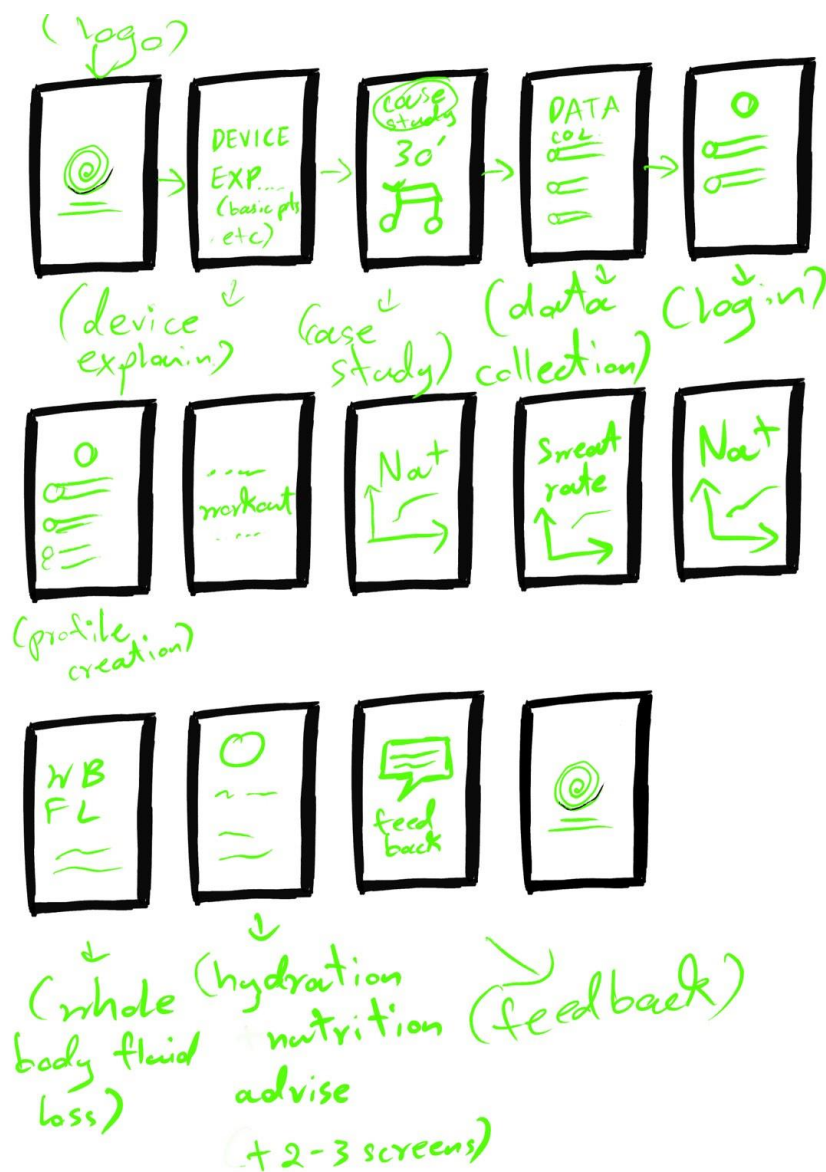 (logo)
DEVICE
EXP....
(basic pts
etc)
case
study
30'
DATA
COL.
(device
explain)
(case
study)
(data
collection)
(login)
workout
Na+
Sweat
rate
Na+
(profile
creation)
WB
FL
feed
back
(whole
body fluid
loss)
(hydration
nutrition
advise
+ 2-3 screens)
(feedback)